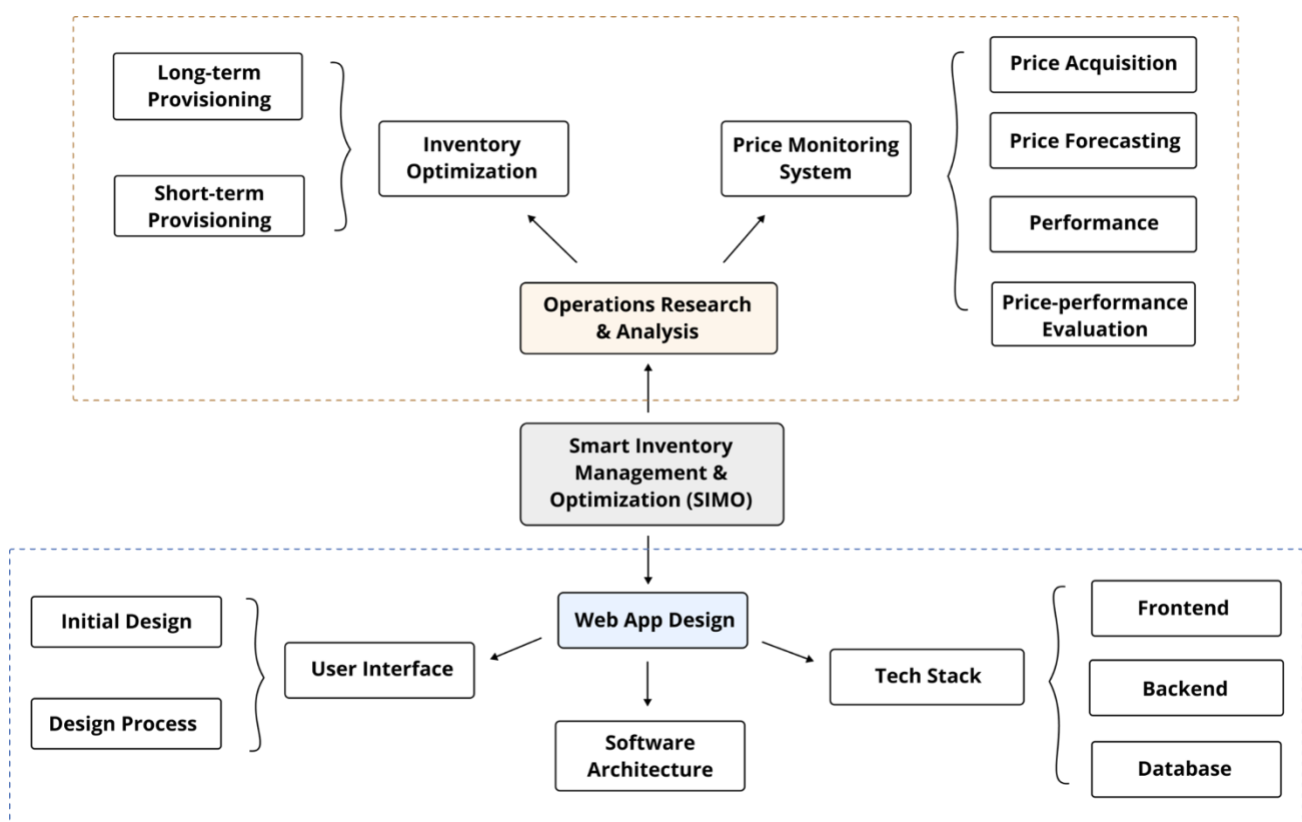 Long-term
Provisioning
Short-term
Provisioning
Inventory
Optimization
Price Monitoring
System
Price Acquisition
Price Forecasting
Performance
Price-performance
Evaluation
Operations Research
& Analysis
Smart Inventory
Management &
Optimization (SIMO)
Web App Design
Initial Design
Design Process
User Interface
Software
Architecture
Tech Stack
Frontend
Backend
Database